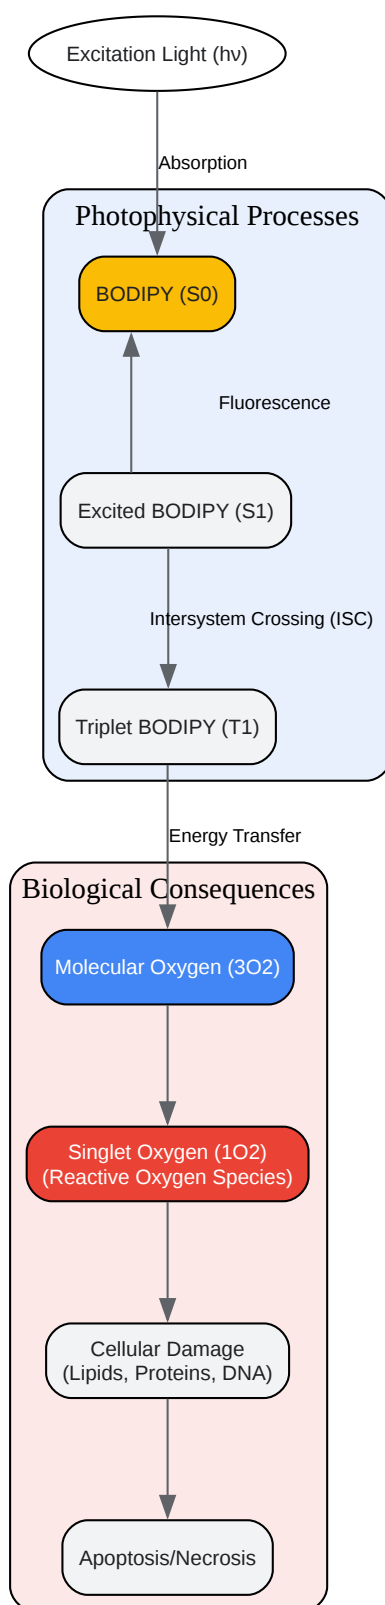 Excitation Light (hν)
Absorption
Photophysical Processes
BODIPY (S0)
Fluorescence
Excited BODIPY (S1)
Intersystem Crossing (ISC)
Triplet BODIPY (T1)
Energy Transfer
Biological Consequences
Molecular Oxygen (3O2)
Singlet Oxygen (1O2)
(Reactive Oxygen Species)
Cellular Damage
(Lipids, Proteins, DNA)
Apoptosis/Necrosis